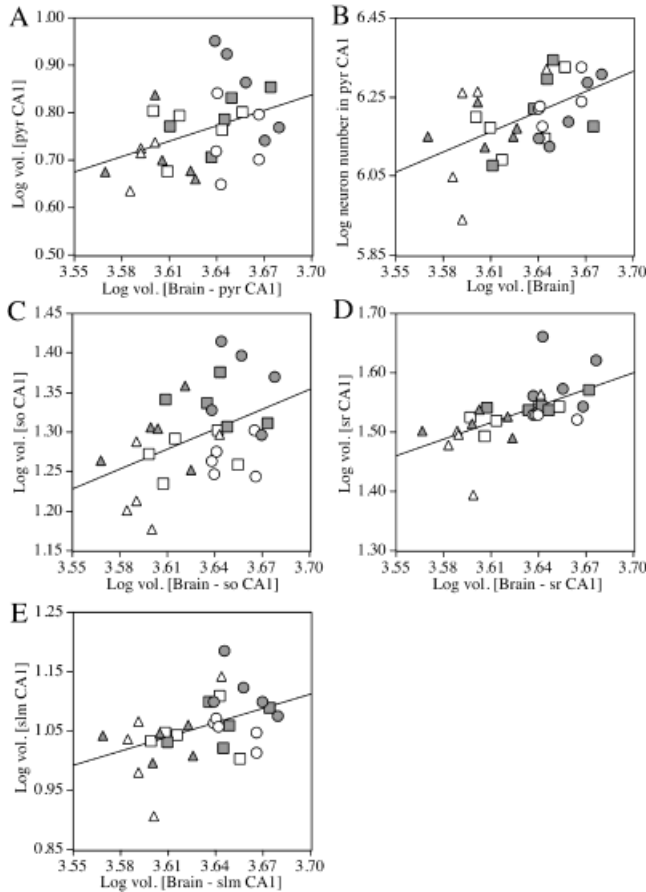 A B
1.00 6.45
0.90
0.80 6.25
0.70
0.60 6.05
0.50 5.85
3.55 3.58 3.61 3.64 3.67 3.70 3.55 3.58 3.61 3.64 3.67 3.70
Log vol. [pyr CA1]
Log vol. [Brain - pyr CA1]
Log neuron number in pyr CA1
Log vol. [Brain]
C D
1.45 1.70
1.40
1.35 1.60
1.30
1.25 1.50
1.20 1.40
1.15 1.30
3.55 3.58 3.61 3.64 3.67 3.70 3.55 3.58 3.61 3.64 3.67 3.70
Log vol. [so CA1]
Log vol. [Brain - so CA1]
Log vol. [sr CA1]
Log vol. [Brain - sr CA1]
E
1.25
1.15
1.05
0.95
0.85
3.55 3.58 3.61 3.64 3.67 3.70
Log vol. [slm CA1]
Log vol. [Brain - slm CA1]